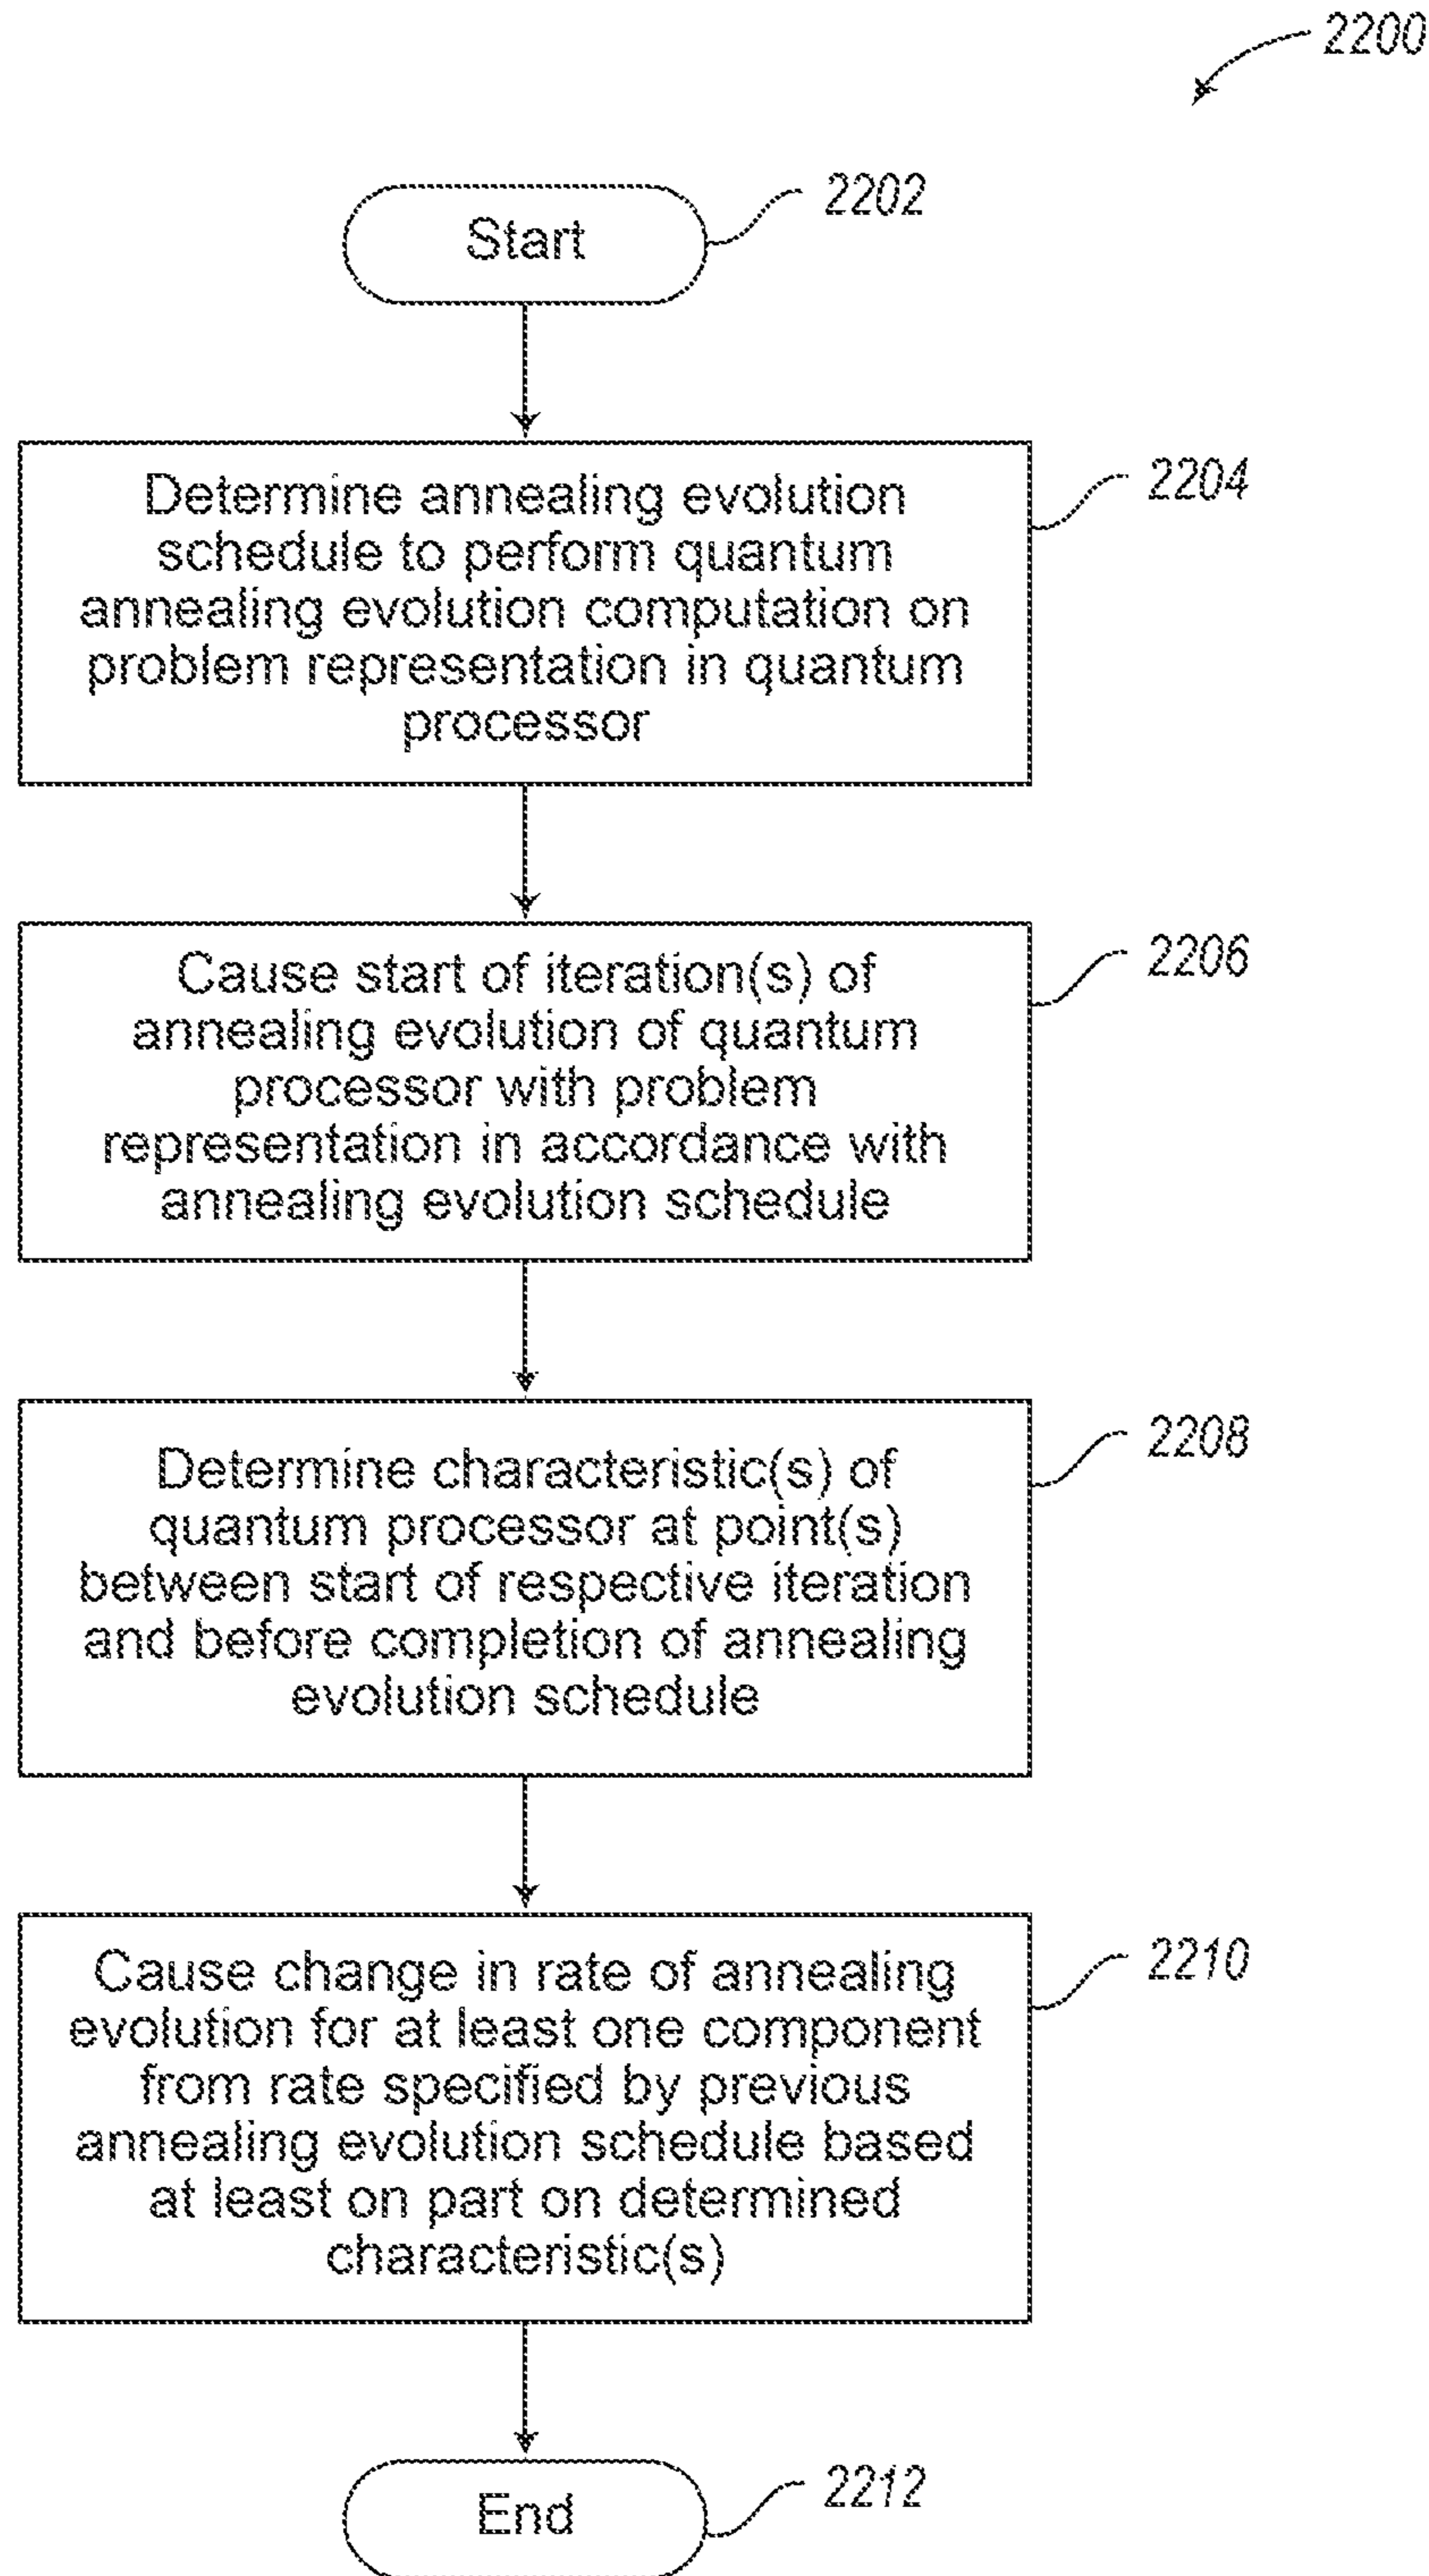 2200
Start
2202
Determine annealing evolution
schedule to perform quantum
annealing evolution computation on
problem representation in quantum
processor
2204
Cause start of iteration(s) of
annealing evolution of quantum
processor with problem
representation in accordance with
annealing evolution schedule
2206
Determine characteristic(s) of
quantum processor at point(s)
between start of respective iteration
and before completion of annealing
evolution schedule
2208
Cause change in rate of annealing
evolution for at least one component
from rate specified by previous
annealing evolution schedule based
at least on part on determined
characteristic(s)
2210
End
2212